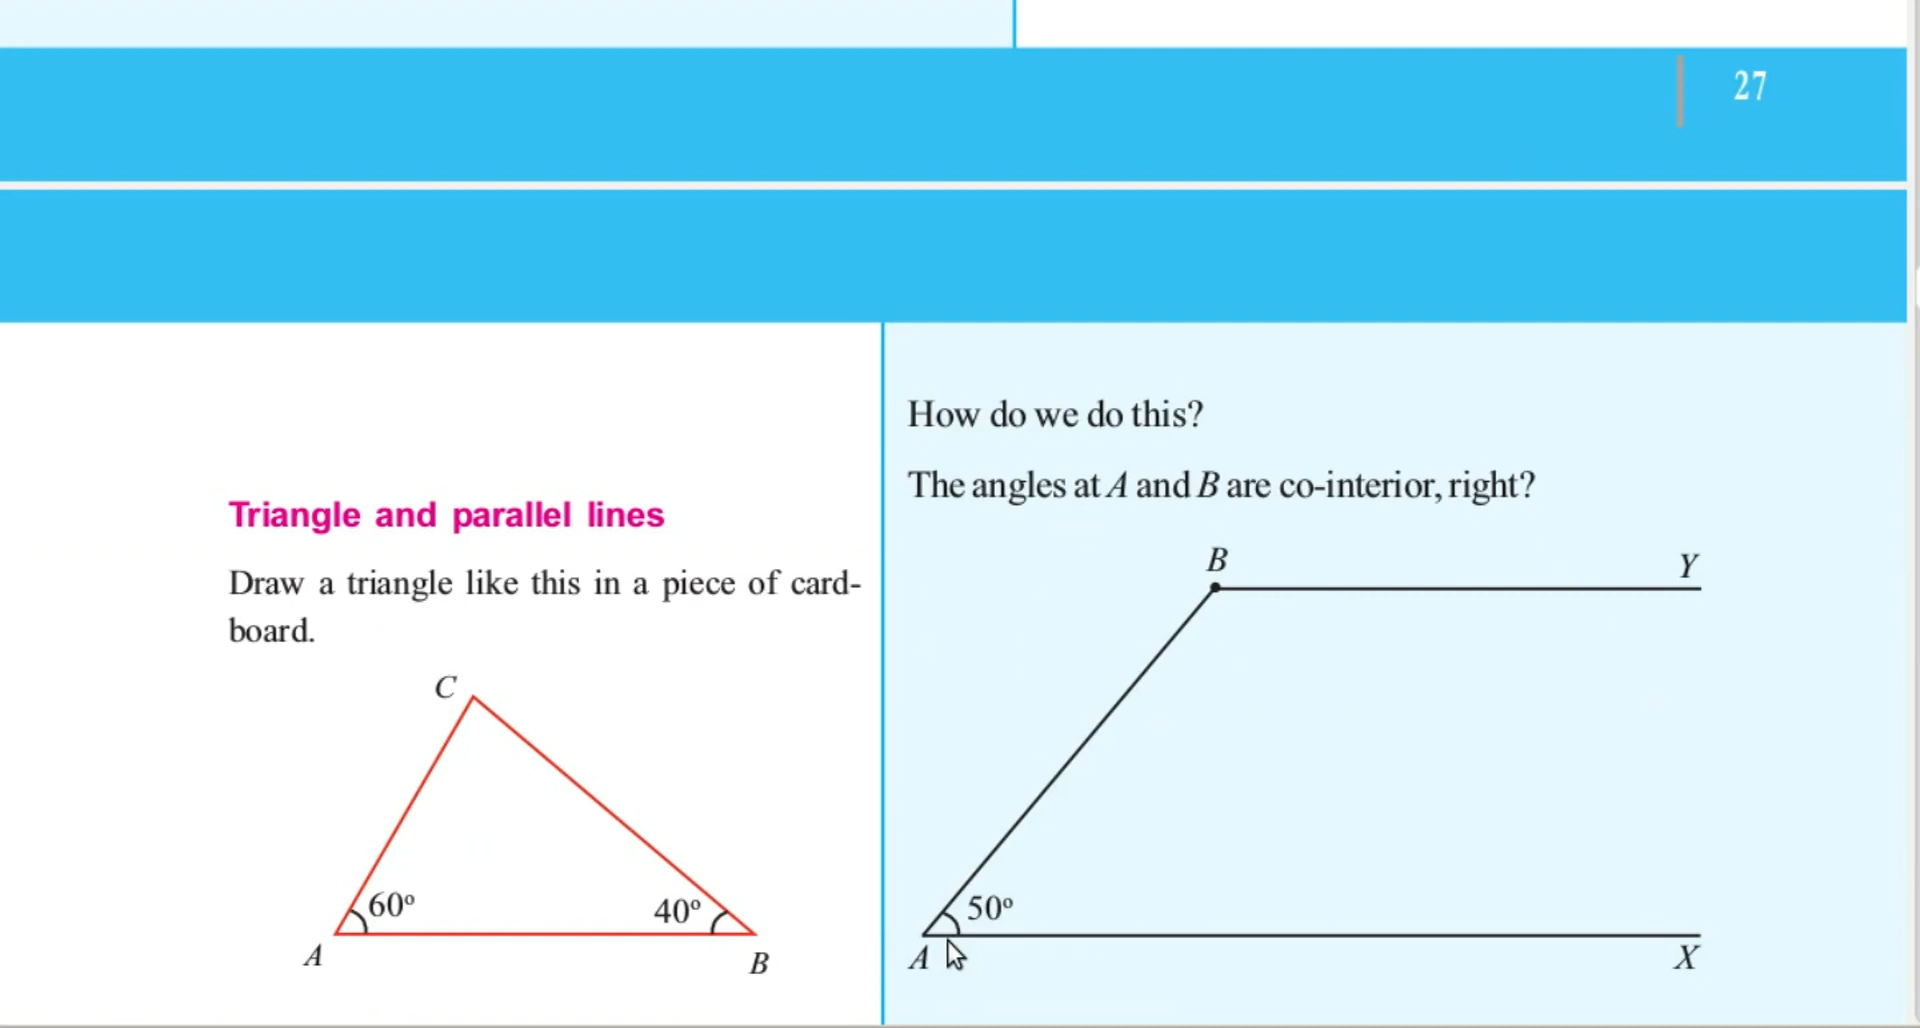 27
Triangle and parallel lines
Draw a triangle like this in a piece of card-
board.
C
60°
40°
A
B
How do we do this?
The angles at A and B are co-interior, right?
B
Y
50°
A
X